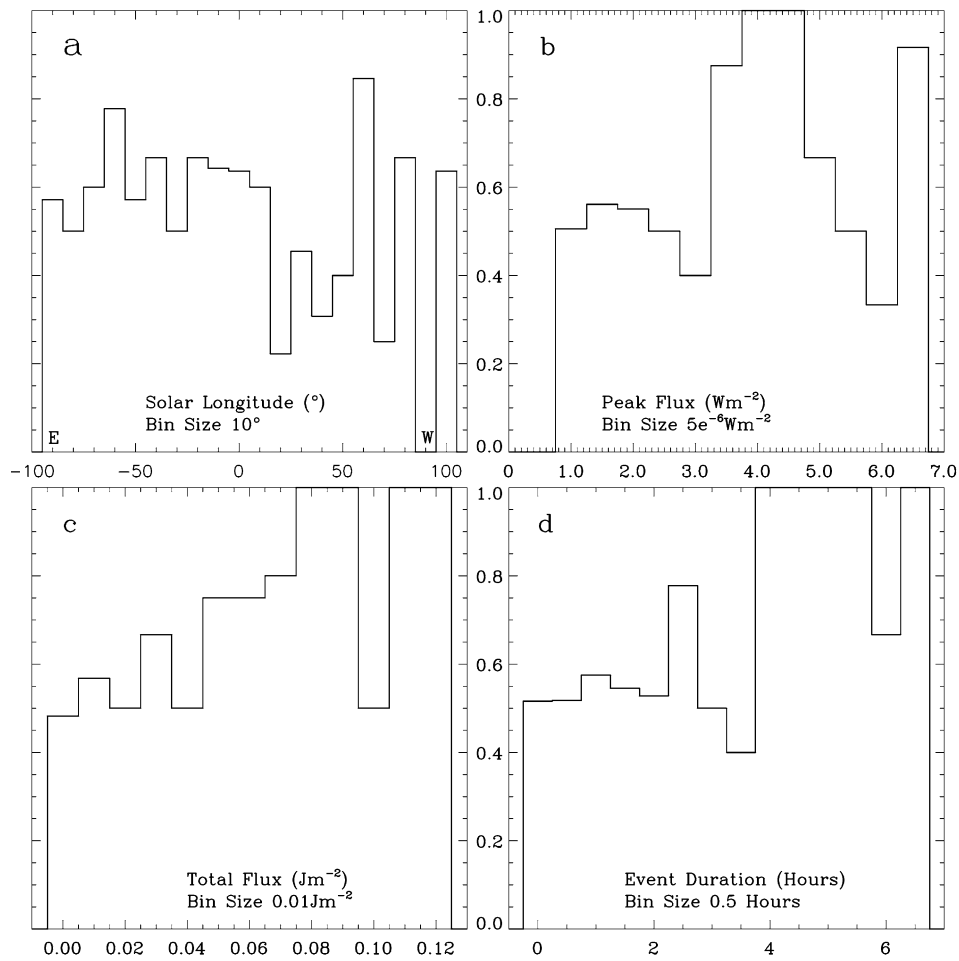 a
Solar Longitude (°)
Bin Size 10°
E
W
−100 −50 0 50 100
b
1.0
0.8
0.6
0.4
0.2
0.0
Peak Flux (Wm⁻²)
Bin Size 5e⁻⁶Wm⁻²
0 1.0 2.0 3.0 4.0 5.0 6.0 7.0
c
Total Flux (Jm⁻²)
Bin Size 0.01Jm⁻²
0.00 0.02 0.04 0.06 0.08 0.10 0.12
d
1.0
0.8
0.6
0.4
0.2
0.0
Event Duration (Hours)
Bin Size 0.5 Hours
0 2 4 6